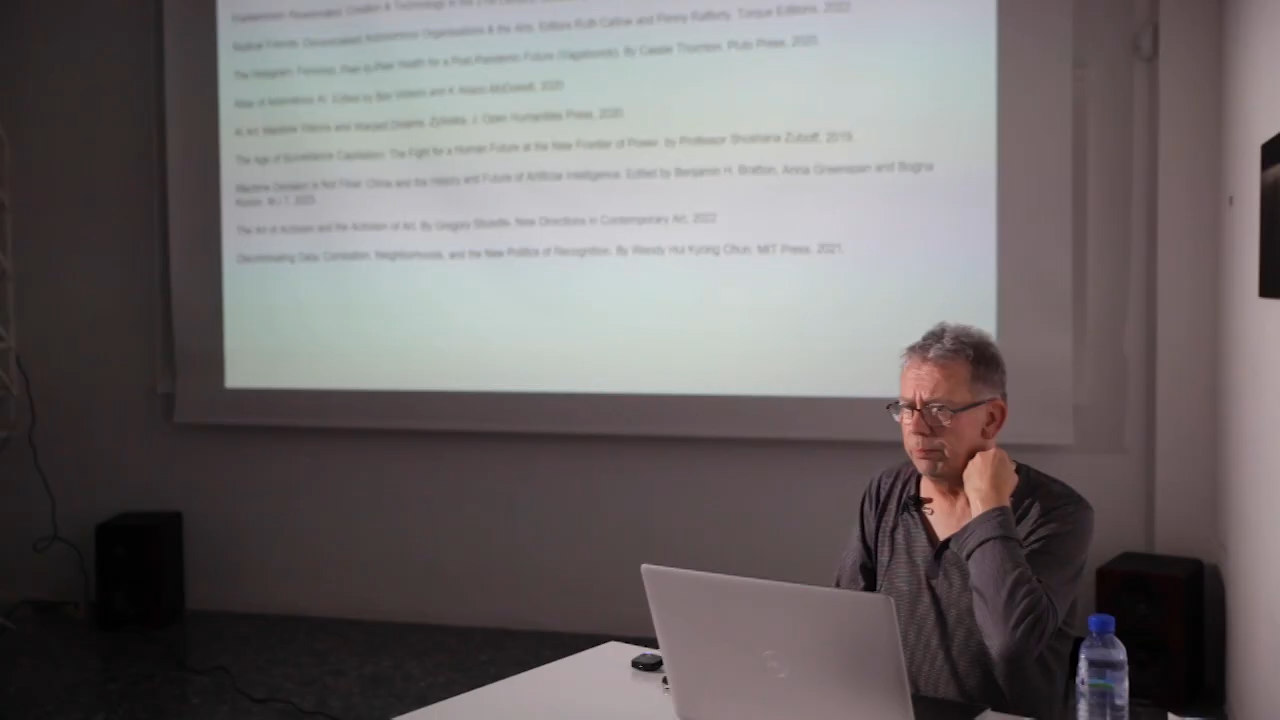 Radical Friends: Decentralised Autonomous Organisations & the Arts. Editors Ruth Catlow and Penny Rafferty. Torque Editions. 2022
The Hologram: Feminist, Peer-to-Peer Health for a Post-Pandemic Future (Vagabonds). By Cassie Thornton. Pluto Press, 2020.
Edited by Ben Vickers and K Allado-McDowell, 2020
AI Art: Machine Visions and Warped Dreams. Zylinska, J. Open Humanities Press, 2020.
The Age of Surveillance Capitalism: The Fight for a Human Future at the New Frontier of Power, by Professor Shoshana Zuboff, 2019.
Machine Decision is Not Final: China and the History and Future of Artificial Intelligence. Edited by Benjamin H. Bratton, Anna Greenspan and Bogna
The Art of Activism and the Activism of Art. By Gregory Sholette. New Directions in Contemporary Art, 2022
Discriminating Data: Correlation, Neighborhoods, and the New Politics of Recognition. By Wendy Hui Kyong Chun. MIT Press. 2021.